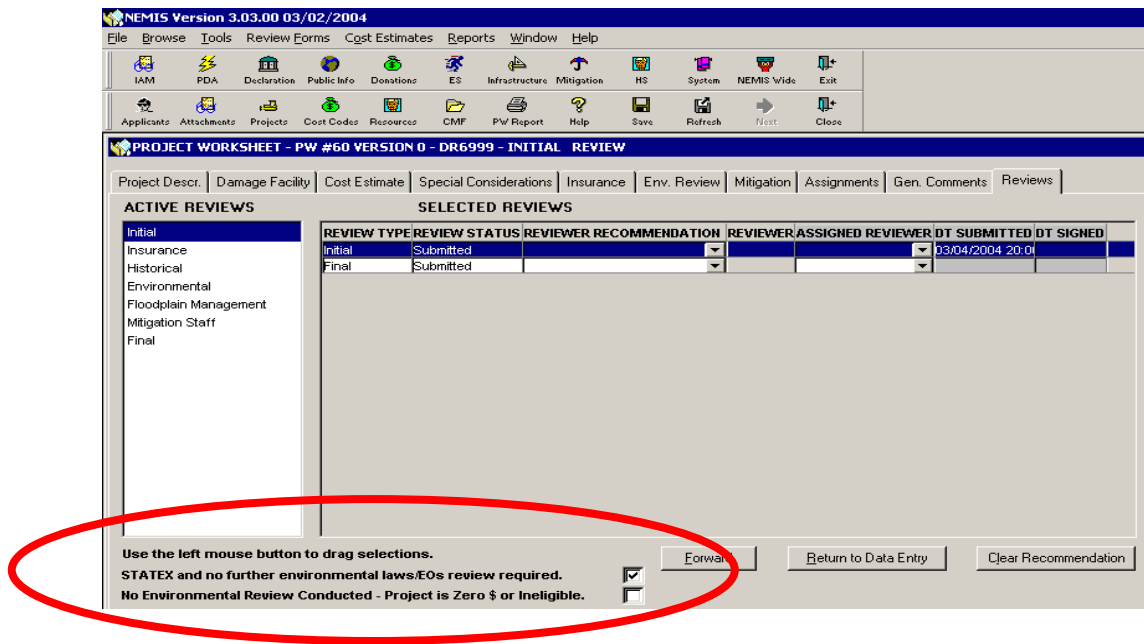 NEMIS Version 3.03.00 03/02/2004
File Browse Tools Review Forms Cost Estimates Reports Window Help
IAM PDA Declaration Public Info Donations ES Infrastructure Mitigation HS System NEMIS Wide Exit
Applicants Attachments Projects Cost Codes Resources CMF PW Report Help Save Refresh Next Close
PROJECT WORKSHEET - PW #60 VERSION 0 - DR6999 - INITIAL REVIEW
Project Descr. Damage Facility Cost Estimate Special Considerations Insurance Env. Review Mitigation Assignments Gen. Comments Reviews
ACTIVE REVIEWS SELECTED REVIEWS
REVIEW TYPE REVIEW STATUS REVIEWER RECOMMENDATION REVIEWER ASSIGNED REVIEWER DT SUBMITTED DT SIGNED
Initial Initial Submitted 03/04/2004 20:0
Insurance Final Submitted
Historical
Environmental
Floodplain Management
Mitigation Staff
Final
Use the left mouse button to drag selections. Forward Return to Data Entry Clear Recommendation
STATEX and no further environmental laws/EOs review required.
No Environmental Review Conducted - Project is Zero $ or Ineligible.